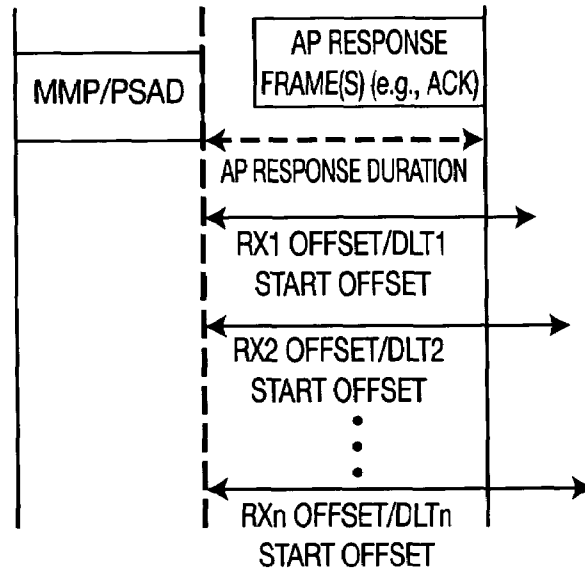 MMP/PSAD
AP RESPONSE
FRAME(S) (e.g., ACK)
AP RESPONSE DURATION
RX1 OFFSET/DLT1
START OFFSET
RX2 OFFSET/DLT2
START OFFSET
RXn OFFSET/DLTn
START OFFSET